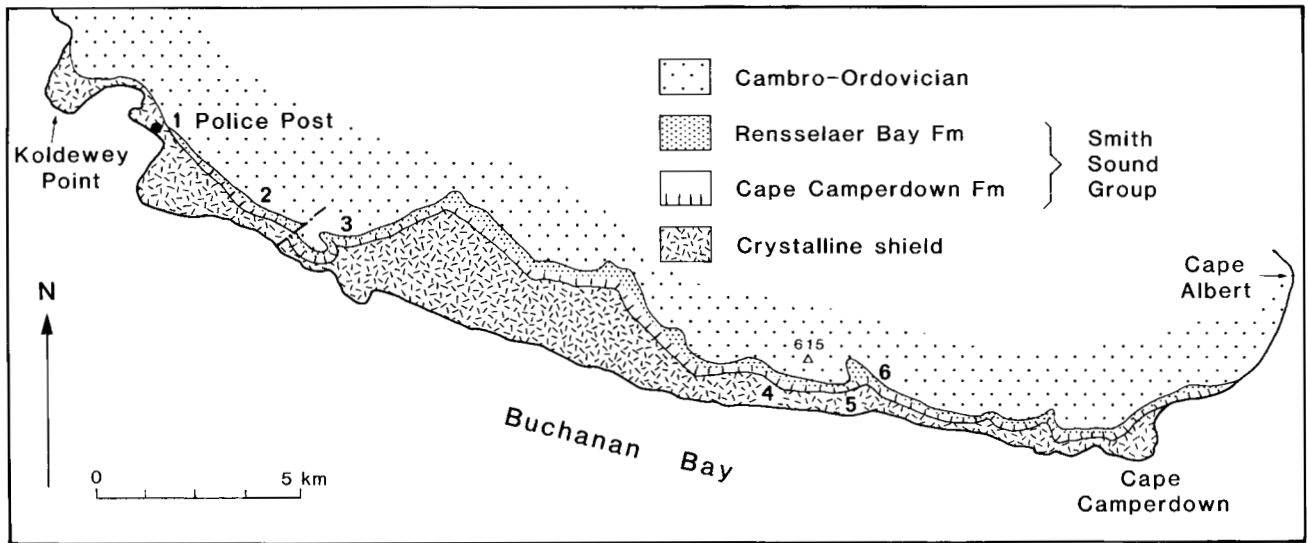 Cambro-Ordovician
Rensselaer Bay Fm
Cape Camperdown Fm
Crystalline shield
Smith
Sound
Group
1 Police Post
Koldewey
Point
2
3
N
615
4
5
6
Cape
Albert
Buchanan Bay
0 5 km
Cape
Camperdown